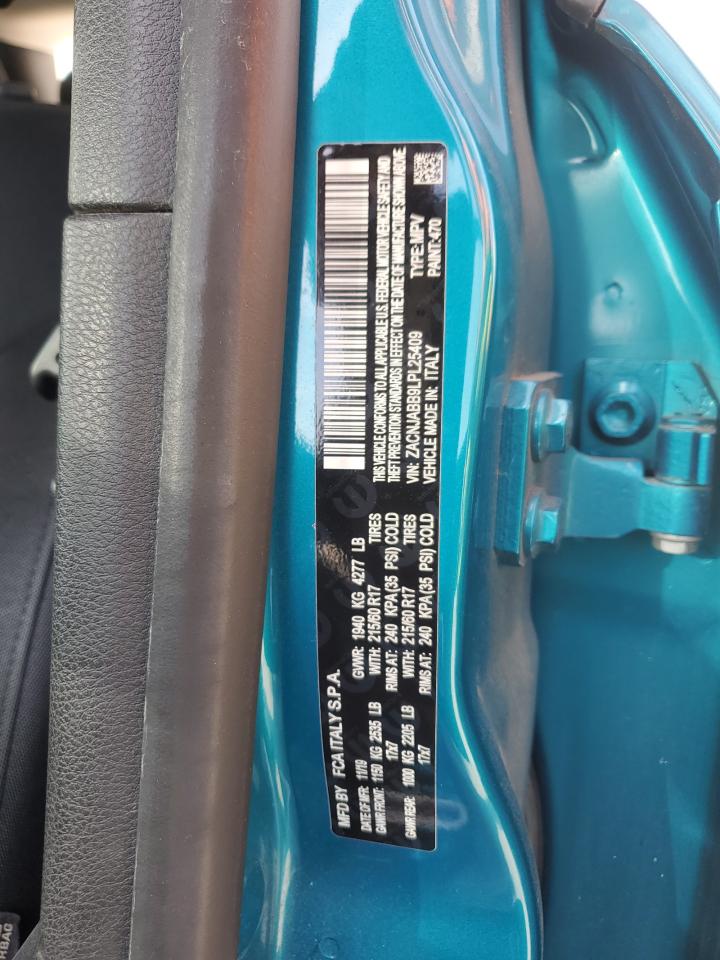 MFD BY FCA ITALY S.P.A.
DATE OF MFR: 11/19 GVWR: 1940 KG 4277 LB
GAWR FRONT: 1150 KG 2535 LB WITH: 215/60 R17 TIRES
17x7 RIMS AT: 240 KPA (35 PSI) COLD
GAWR REAR: 1000 KG 2205 LB WITH: 215/60 R17 TIRES
17x7 RIMS AT: 240 KPA (35 PSI) COLD
THIS VEHICLE CONFORMS TO ALL APPLICABLE U.S. FEDERAL MOTOR VEHICLE SAFETY AND
THEFT PREVENTION STANDARDS IN EFFECT ON THE DATE OF MANUFACTURE SHOWN ABOVE.
VIN: ZACNJABB9LPL25409 TYPE: MPV
VEHICLE MADE IN: ITALY PAINT: 470